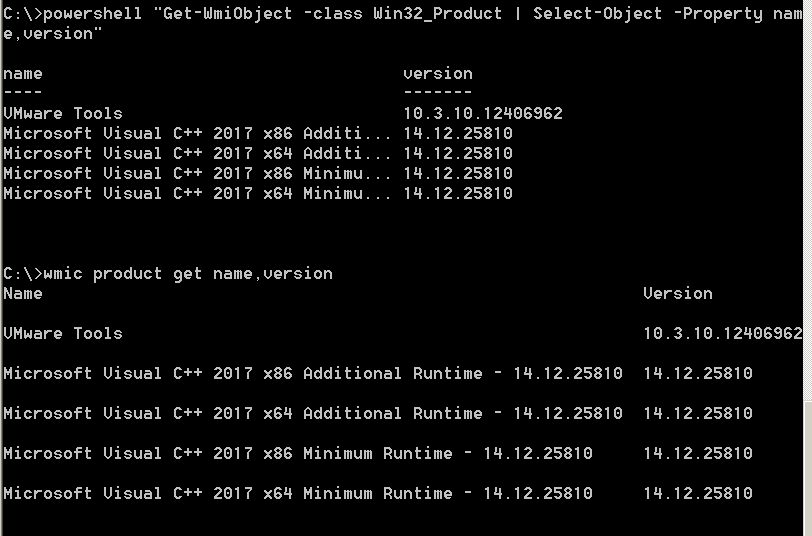 C:\>powershell "Get-WmiObject -class Win32_Product | Select-Object -Property nam
e,version"
name version
---- -------
VMware Tools 10.3.10.12406962
Microsoft Visual C++ 2017 x86 Additi... 14.12.25810
Microsoft Visual C++ 2017 x64 Additi... 14.12.25810
Microsoft Visual C++ 2017 x86 Minimu... 14.12.25810
Microsoft Visual C++ 2017 x64 Minimu... 14.12.25810
C:\>wmic product get name,version
Name Version
VMware Tools 10.3.10.12406962
Microsoft Visual C++ 2017 x86 Additional Runtime - 14.12.25810 14.12.25810
Microsoft Visual C++ 2017 x64 Additional Runtime - 14.12.25810 14.12.25810
Microsoft Visual C++ 2017 x86 Minimum Runtime - 14.12.25810 14.12.25810
Microsoft Visual C++ 2017 x64 Minimum Runtime - 14.12.25810 14.12.25810